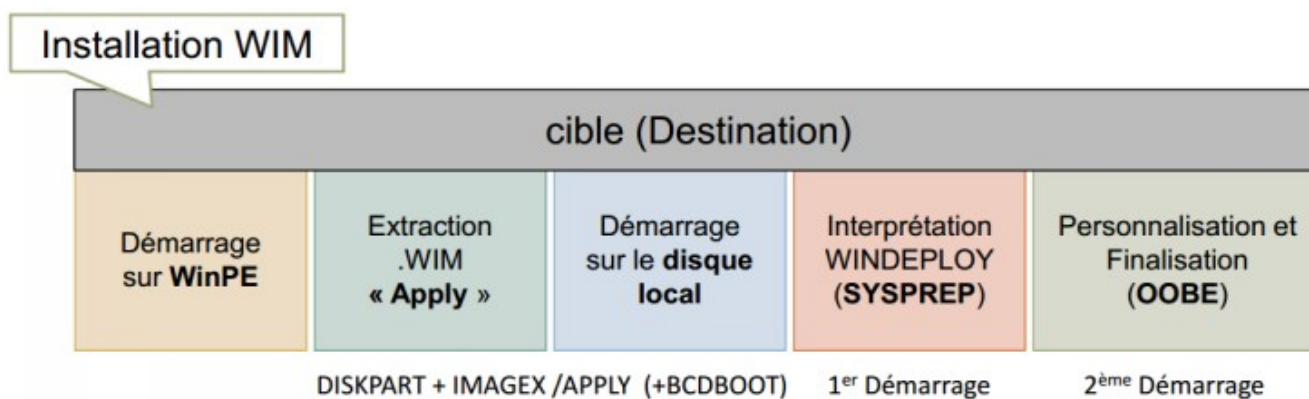 Installation WIM
cible (Destination)
Démarrage
sur WinPE
Extraction
.WIM
« Apply »
Démarrage
sur le disque
local
Interprétation
WINDEPLOY
(SYSPREP)
Personnalisation et
Finalisation
(OOBE)
DISKPART + IMAGEX /APPLY (+BCDBOOT)
1er Démarrage
2ème Démarrage